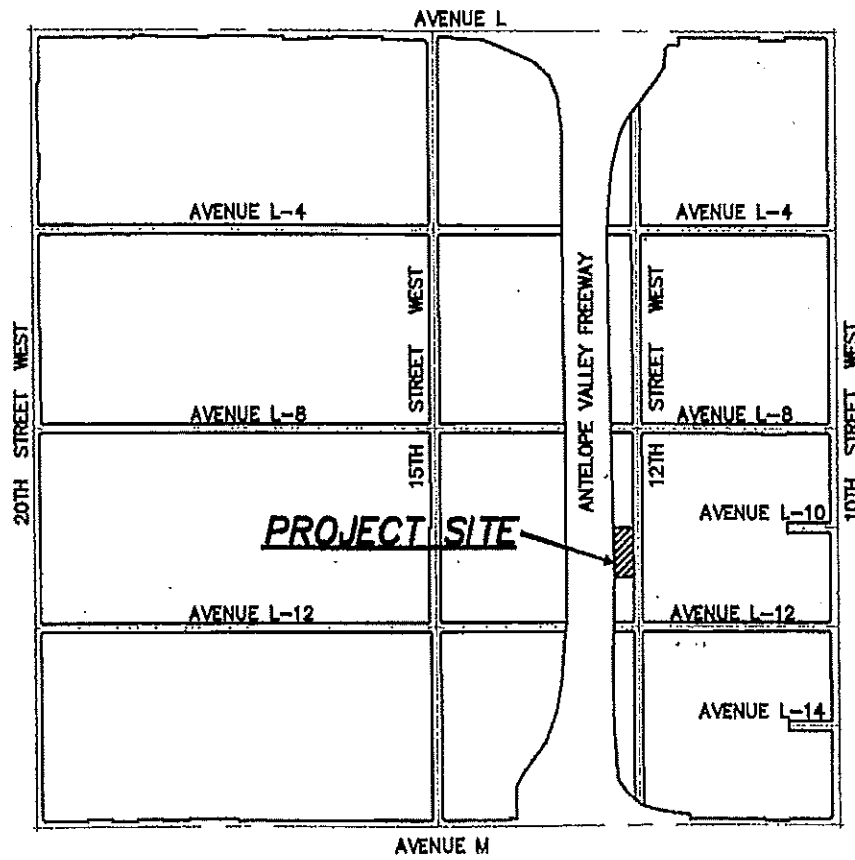 AVENUE L
AVENUE L-4
AVENUE L-4
20TH STREET WEST
15TH STREET WEST
ANTELOPE VALLEY FREEWAY
12TH STREET WEST
10TH STREET WEST
AVENUE L-8
AVENUE L-8
AVENUE L-10
PROJECT SITE
AVENUE L-12
AVENUE L-12
AVENUE L-14
AVENUE M